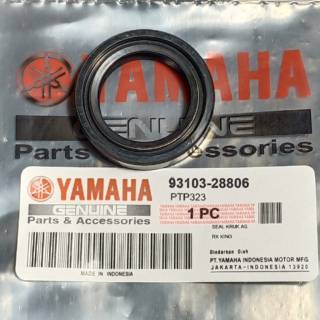 YAMAHA
GENUINE
Parts & Accessories
YAMAHA
GENUINE
Parts & Accessories
93103-28806
PTP323
1 PC
SEAL KRUK AS
RX KING
MADE IN INDONESIA
Diedarkan Oleh
PT.YAMAHA INDONESIA MOTOR MFG
JAKARTA-INDONESIA 13920